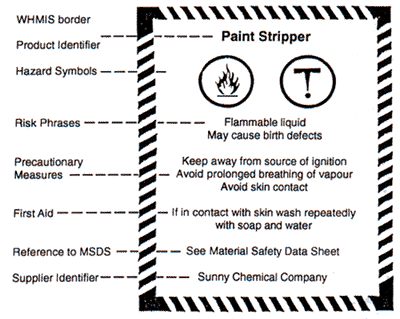 WHMIS border
Product Identifier
Paint Stripper
Hazard Symbols
Risk Phrases
Flammable liquid
May cause birth defects
Precautionary
Measures
Keep away from source of ignition
Avoid prolonged breathing of vapour
Avoid skin contact
First Aid
If in contact with skin wash repeatedly
with soap and water
Reference to MSDS
See Material Safety Data Sheet
Supplier Identifier
Sunny Chemical Company